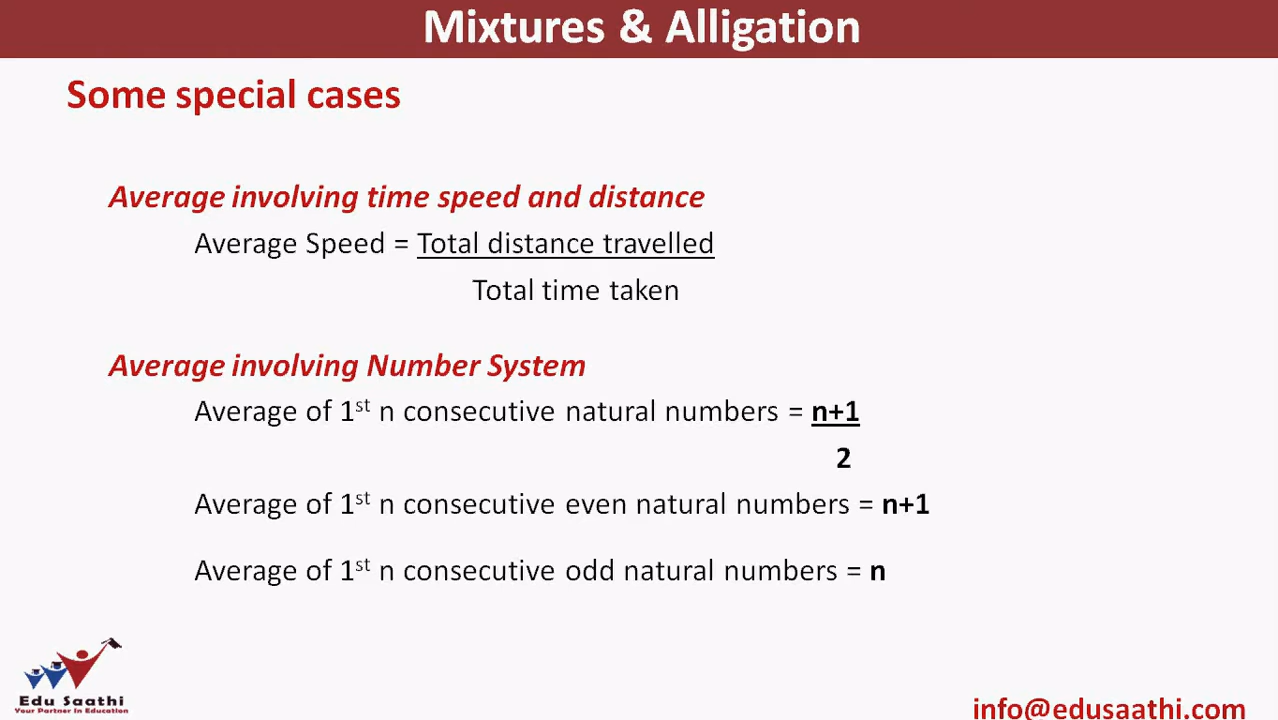 Mixtures & Alligation
Some special cases
Average involving time speed and distance
Average Speed = Total distance travelled
Total time taken
Average involving Number System
Average of 1st n consecutive natural numbers = n+1
2
Average of 1st n consecutive even natural numbers = n+1
Average of 1st n consecutive odd natural numbers = n
Edu Saathi
Your Partner In Education
info@edusaathi.com